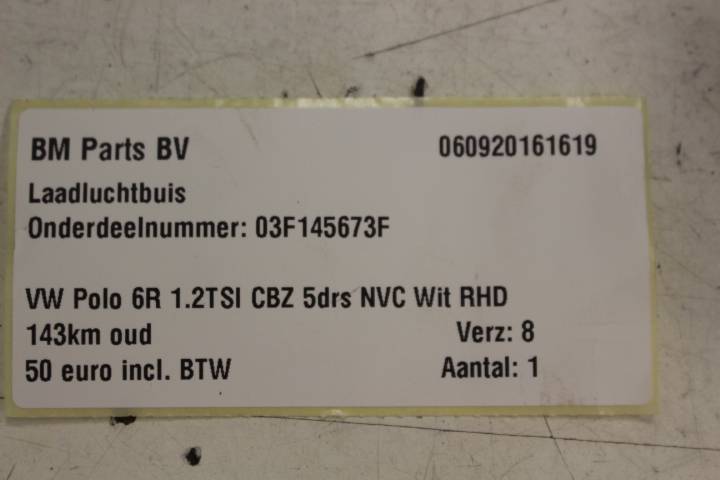 BM Parts BV 060920161619
Laadluchtbuis
Onderdeelnummer: 03F145673F
VW Polo 6R 1.2TSI CBZ 5drs NVC Wit RHD
143km oud Verz: 8
50 euro incl. BTW Aantal: 1